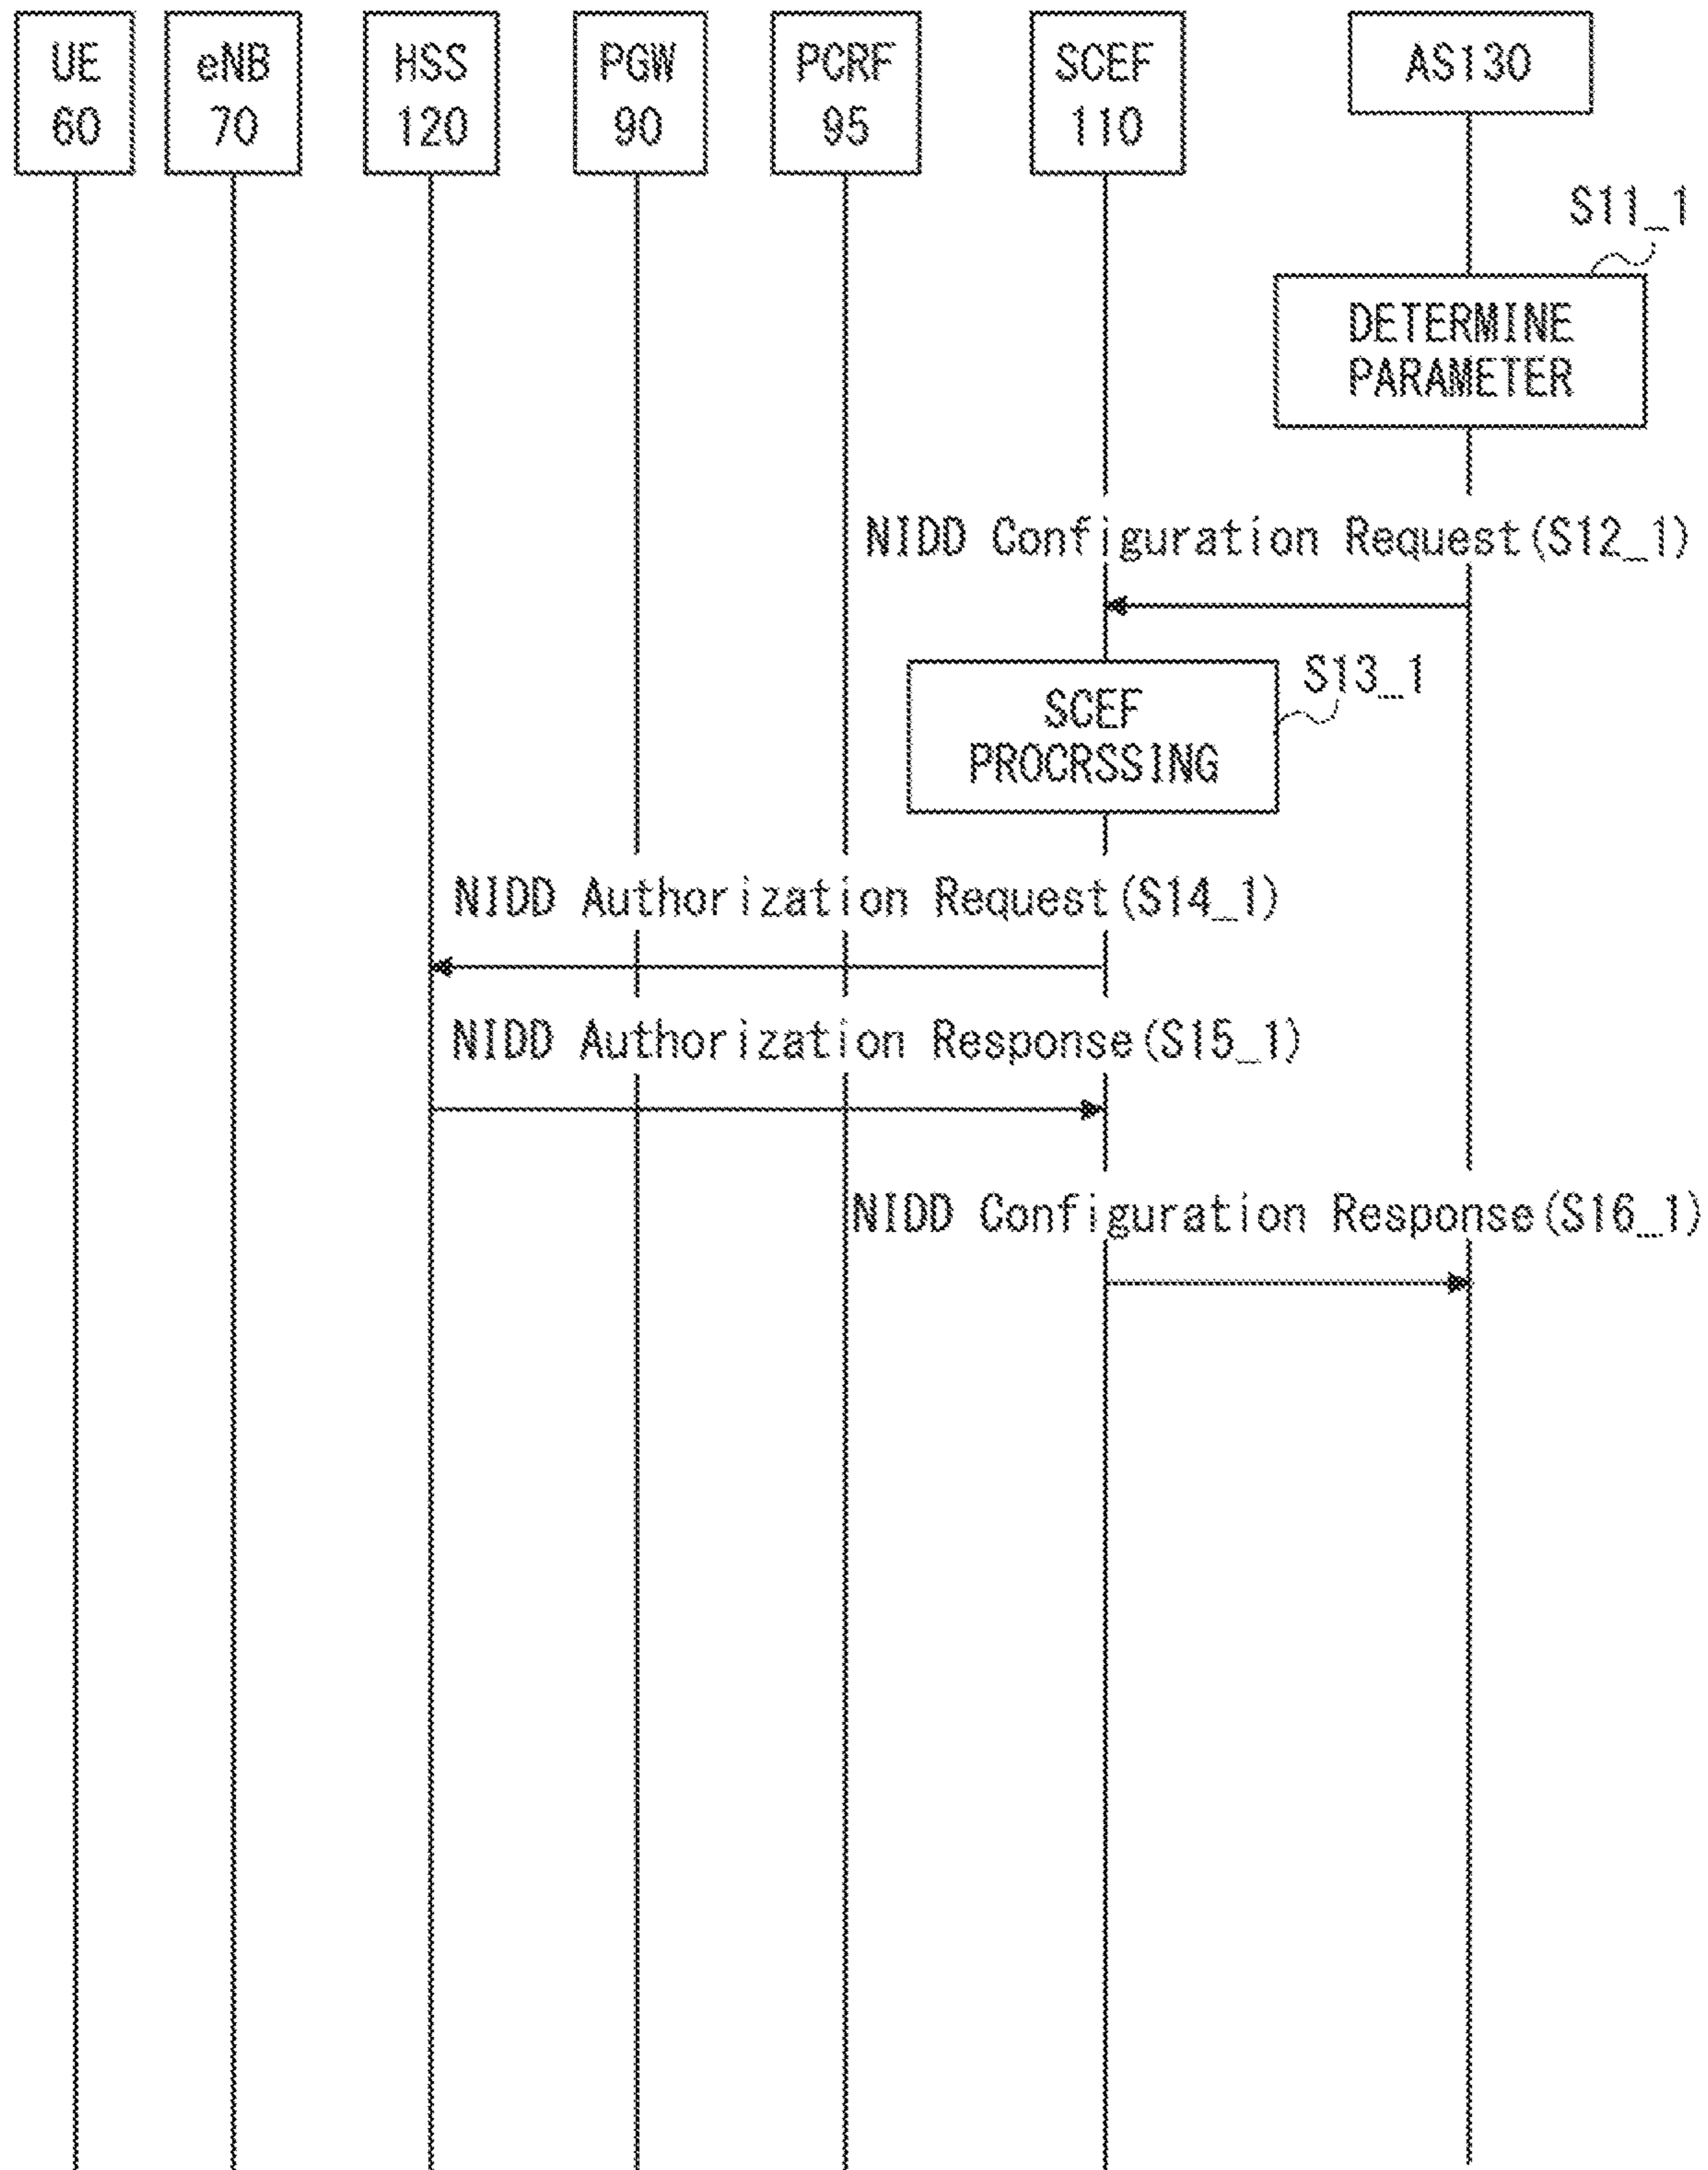 UE
60
eNB
70
HSS
120
PGW
90
PCRF
95
SCEF
110
AS130
S11_1
DETERMINE
PARAMETER
NIDD Configuration Request(S12_1)
S13_1
SCEF
PROCRSSING
NIDD Authorization Request(S14_1)
NIDD Authorization Response(S15_1)
NIDD Configuration Response(S16_1)